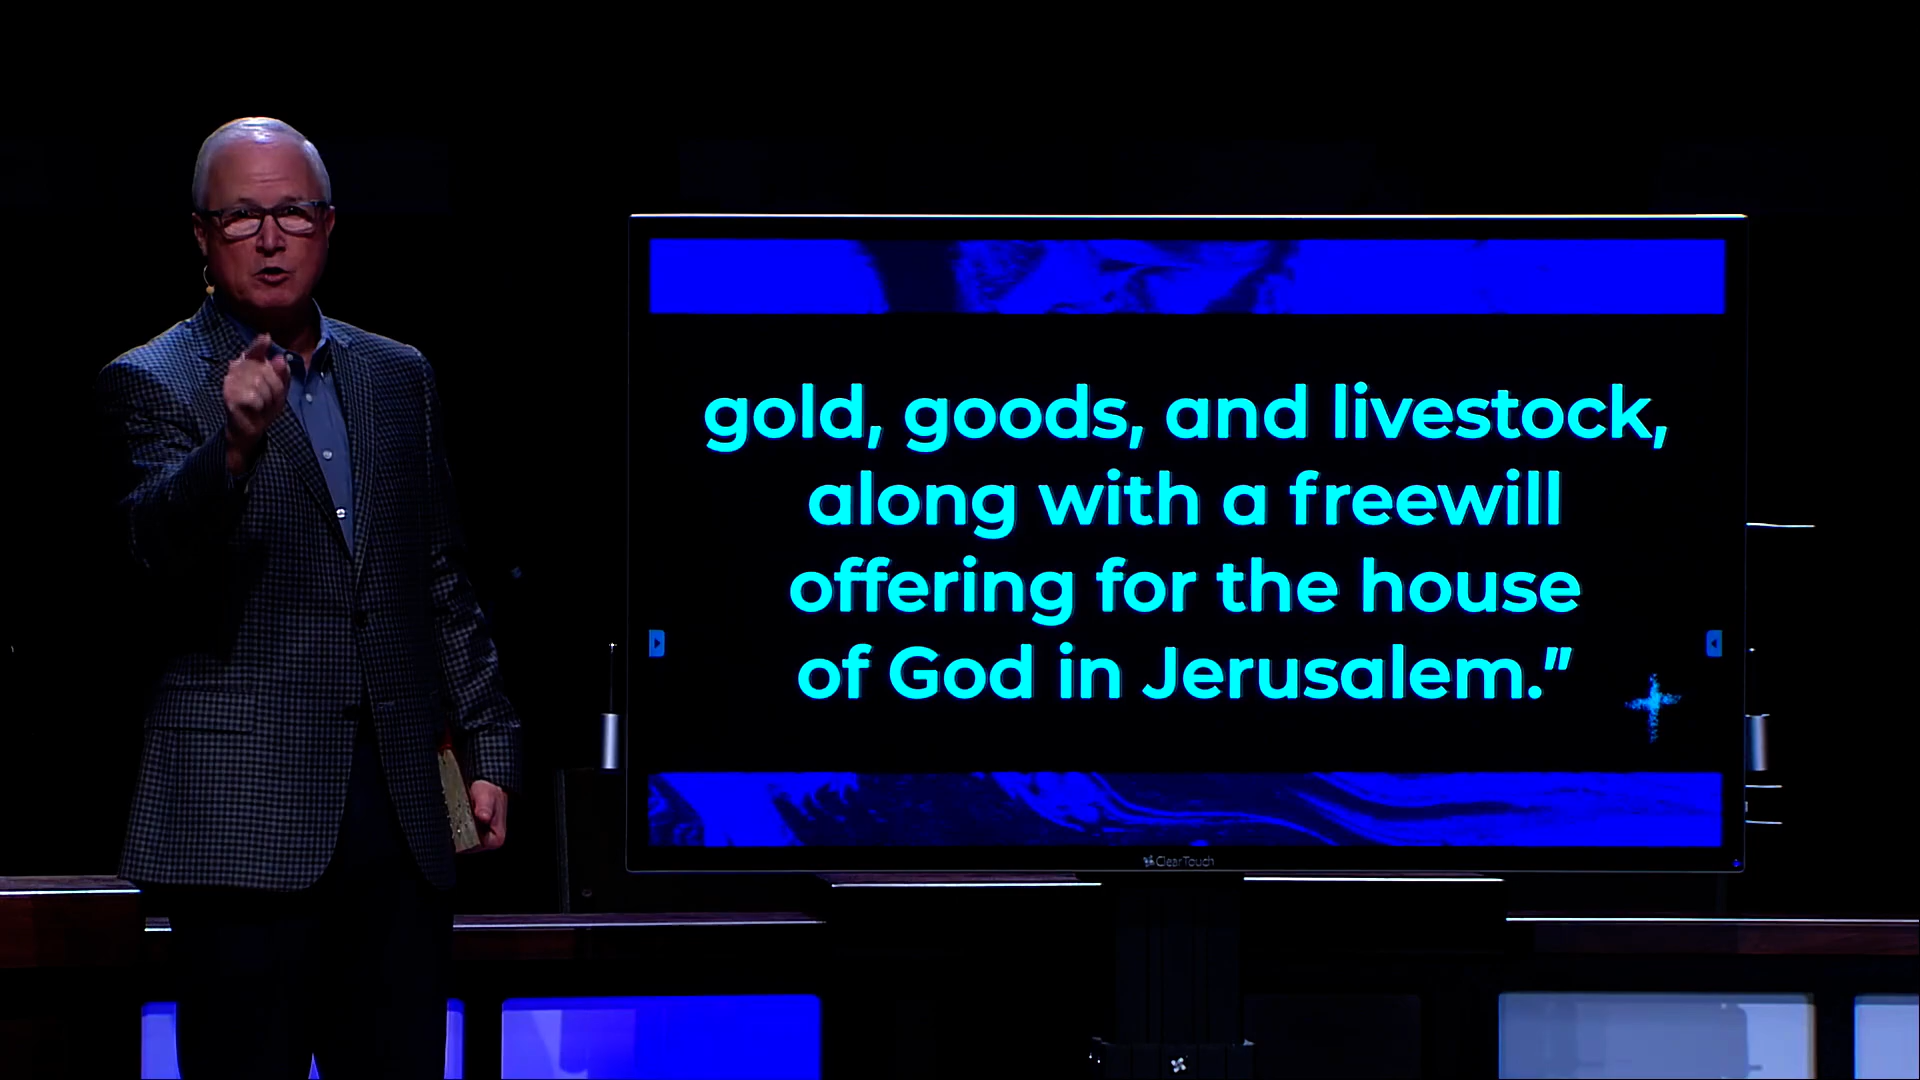 gold, goods, and livestock,
along with a freewill
offering for the house
of God in Jerusalem.”
ClearTouch